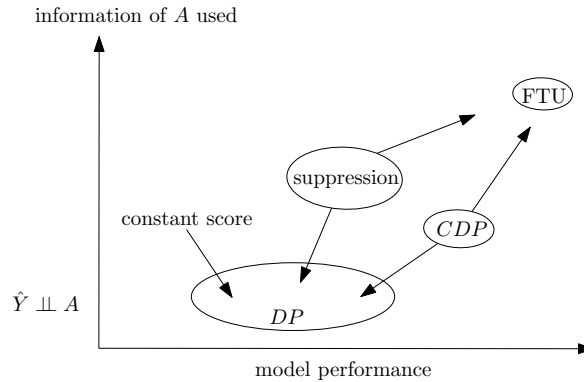 information of A used
FTU
suppression
constant score
CDP
Ŷ ⫫ A
DP
model performance